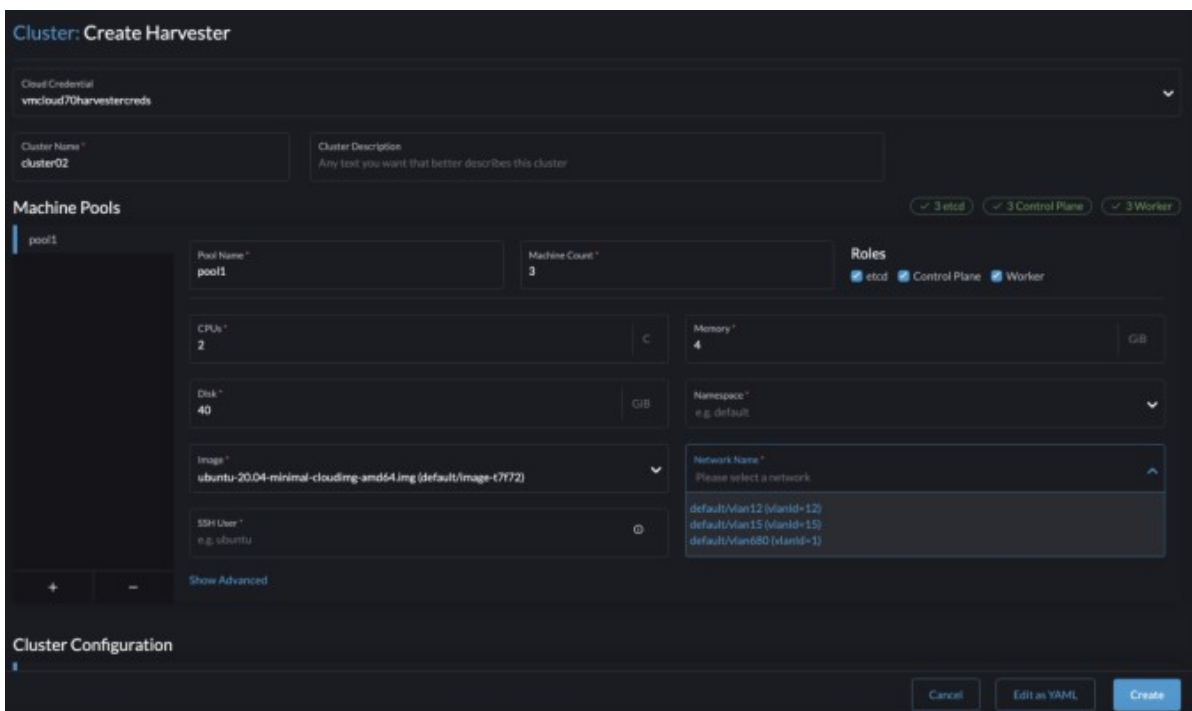 Cluster: Create Harvester
Cloud Credential
vmcloud70harvestercreds
Cluster Name *
cluster02
Cluster Description
Any text you want that better describes this cluster
Machine Pools
✓ 3 etcd
✓ 3 Control Plane
✓ 3 Worker
pool1
Pool Name *
pool1
Machine Count *
3
Roles
etcd
Control Plane
Worker
CPUs *
2
C
Memory *
4
GiB
Disk *
40
GiB
Namespace *
e.g. default
Image *
ubuntu-20.04-minimal-cloudimg-amd64.img (default/image-t7f72)
Network Name *
Please select a network
default/vlan12 (vlanId=12)
default/vlan15 (vlanId=15)
default/vlan680 (vlanId=1)
SSH User *
e.g. ubuntu
Show Advanced
+
−
Cluster Configuration
Cancel
Edit as YAML
Create